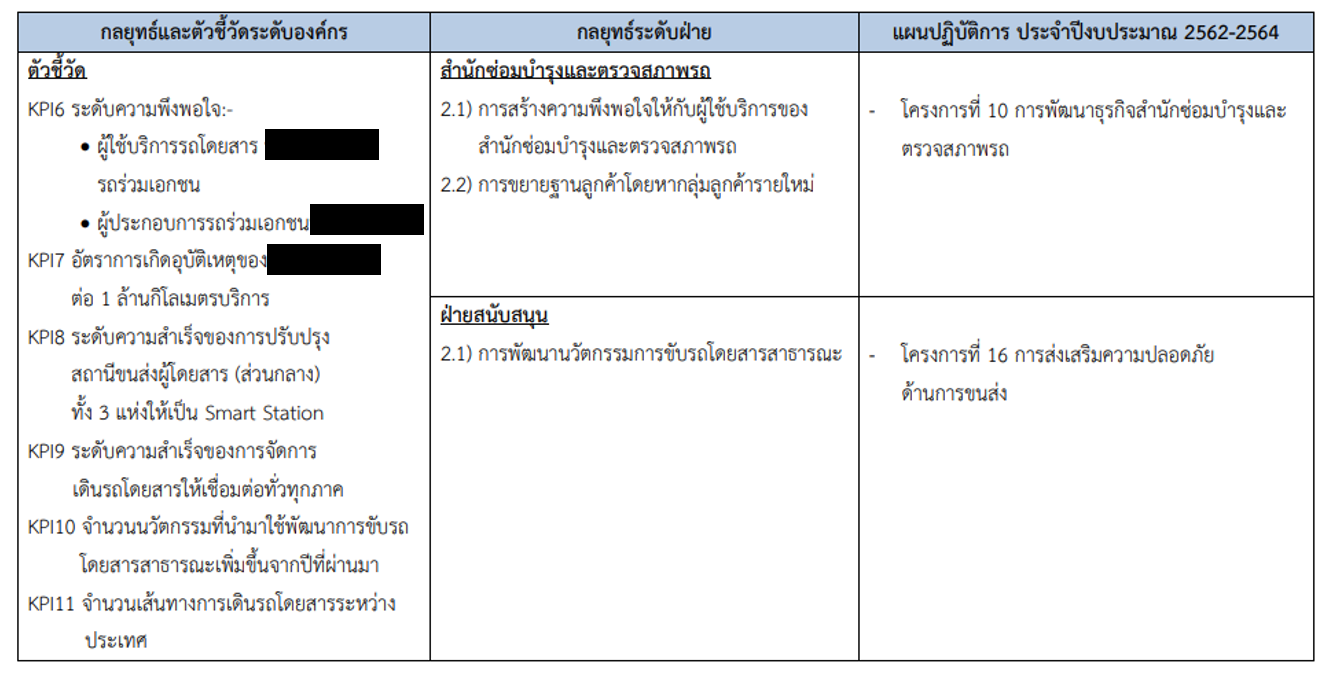 กลยุทธ์และตัวชี้วัดระดับองค์กร
กลยุทธ์ระดับฝ่าย
แผนปฏิบัติการ ประจำปีงบประมาณ 2562-2564
ตัวชี้วัด
KPI6 ระดับความพึงพอใจ:-
• ผู้ใช้บริการรถโดยสาร
รถร่วมเอกชน
• ผู้ประกอบการรถร่วมเอกชน
KPI7 อัตราการเกิดอุบัติเหตุของ
ต่อ 1 ล้านกิโลเมตรบริการ
KPI8 ระดับความสำเร็จของการปรับปรุง
สถานีขนส่งผู้โดยสาร (ส่วนกลาง)
ทั้ง 3 แห่งให้เป็น Smart Station
KPI9 ระดับความสำเร็จของการจัดการ
เดินรถโดยสารให้เชื่อมต่อทั่วทุกภาค
KPI10 จำนวนนวัตกรรมที่นำมาใช้พัฒนาการขับรถ
โดยสารสาธารณะเพิ่มขึ้นจากปีที่ผ่านมา
KPI11 จำนวนเส้นทางการเดินรถโดยสารระหว่าง
ประเทศ
สำนักซ่อมบำรุงและตรวจสภาพรถ
2.1) การสร้างความพึงพอใจให้กับผู้ใช้บริการของ
สำนักซ่อมบำรุงและตรวจสภาพรถ
2.2) การขยายฐานลูกค้าโดยหากลุ่มลูกค้ารายใหม่
- โครงการที่ 10 การพัฒนาธุรกิจสำนักซ่อมบำรุงและ
ตรวจสภาพรถ
ฝ่ายสนับสนุน
2.1) การพัฒนานวัตกรรมการขับรถโดยสารสาธารณะ
- โครงการที่ 16 การส่งเสริมความปลอดภัย
ด้านการขนส่ง